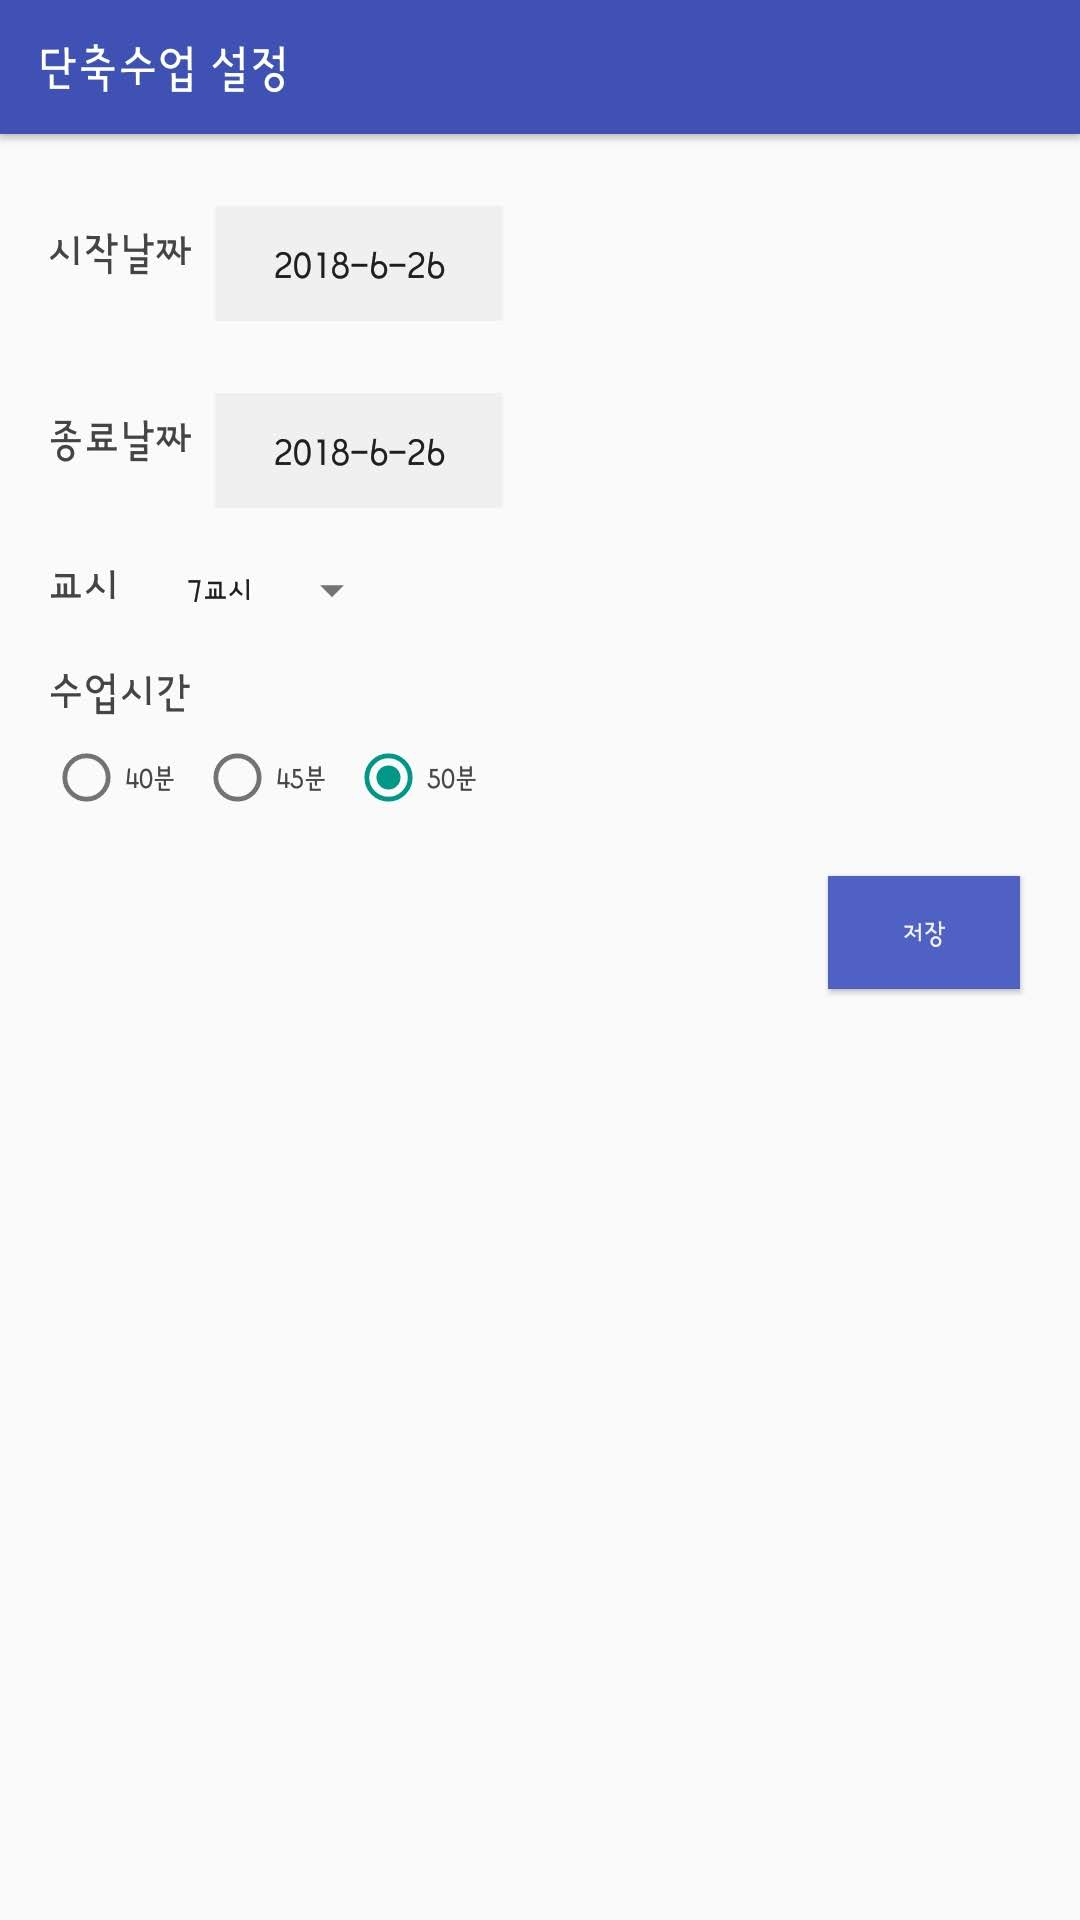 단축수업 설정
시작날짜 2018-6-26
종료날짜 2018-6-26
교시 7교시
수업시간
40분 45분 50분
저장